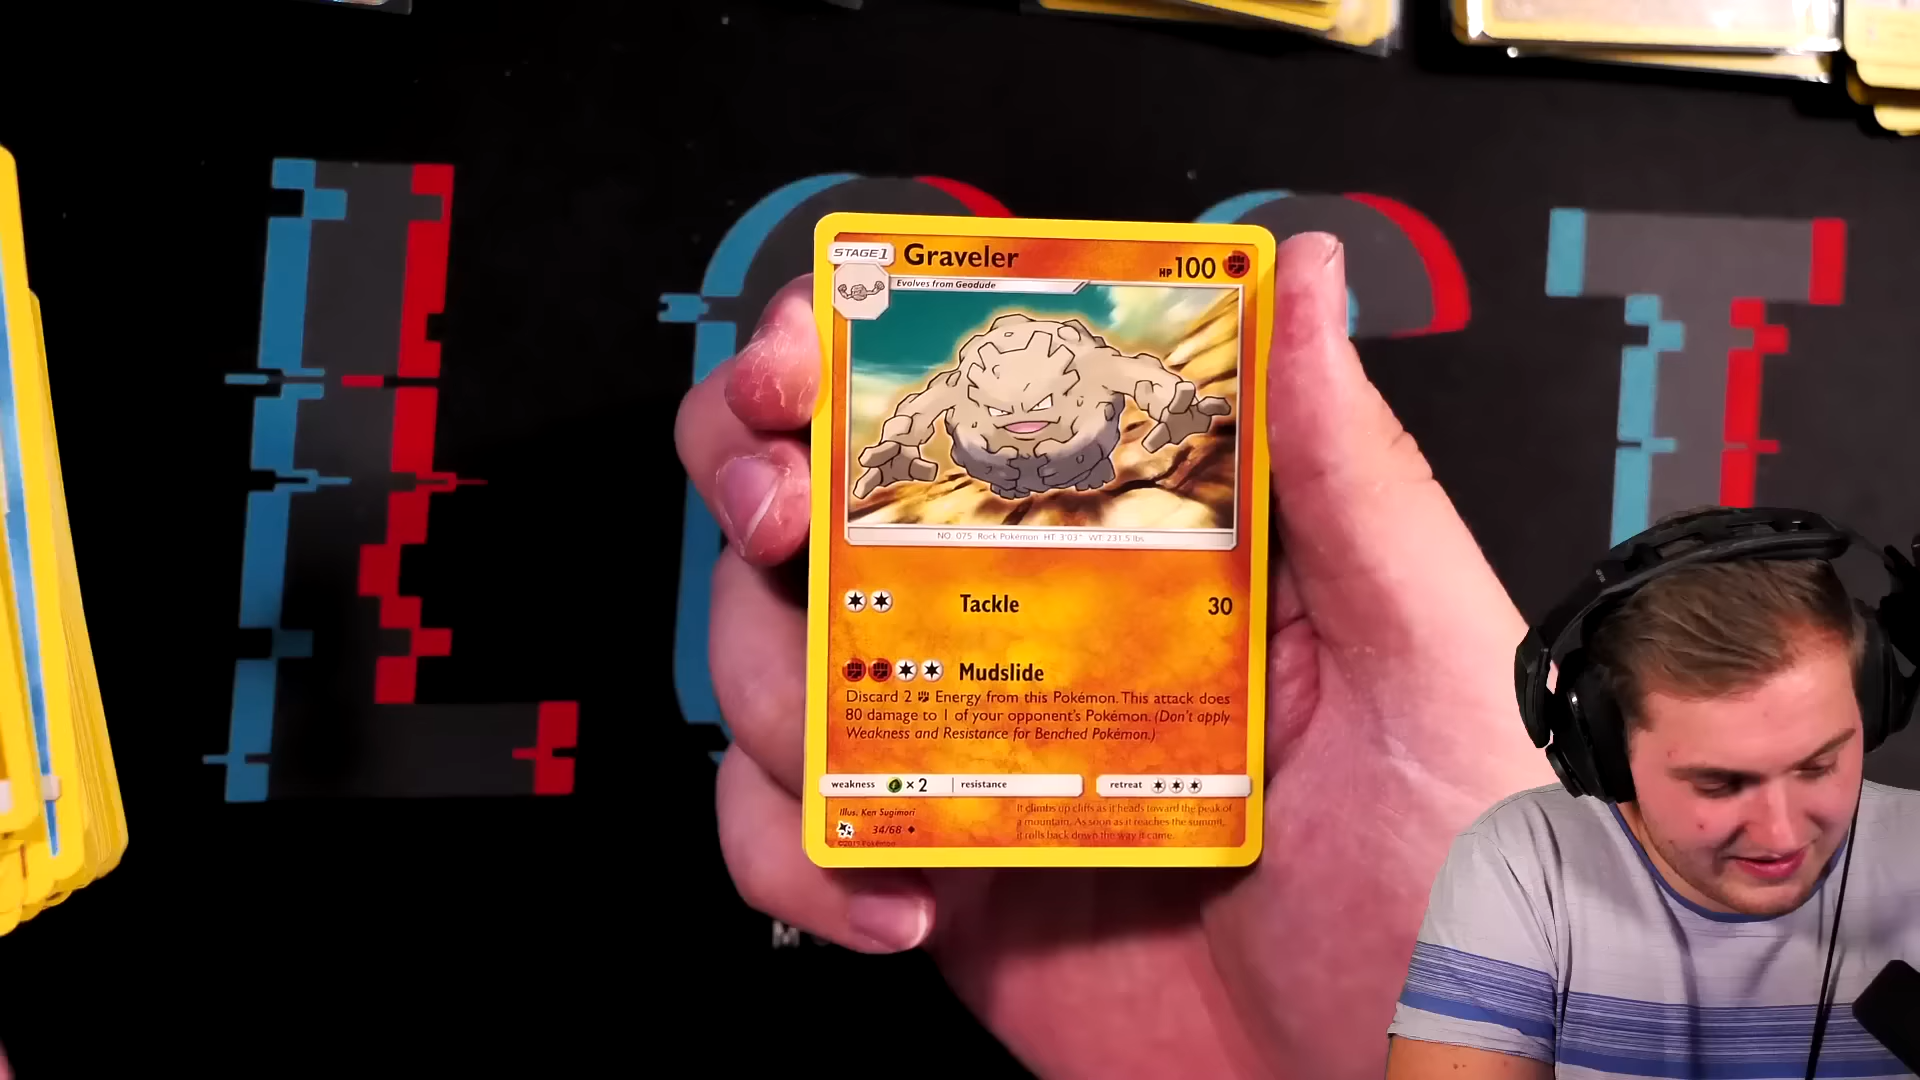 LOST
STAGE 1 Graveler HP 100
Evolves from Geodude
NO. 075 Rock Pokémon HT: 3'03" WT: 231.5 lbs
Tackle 30
Mudslide
Discard 2 Energy from this Pokémon. This attack does
80 damage to 1 of your opponent's Pokémon. (Don't apply
Weakness and Resistance for Benched Pokémon.)
weakness × 2 resistance retreat
Illus. Ken Sugimori
34/68
©2019 Pokémon
It climbs up cliffs as it heads toward the peak of
a mountain. As soon as it reaches the summit,
it rolls back down the way it came.